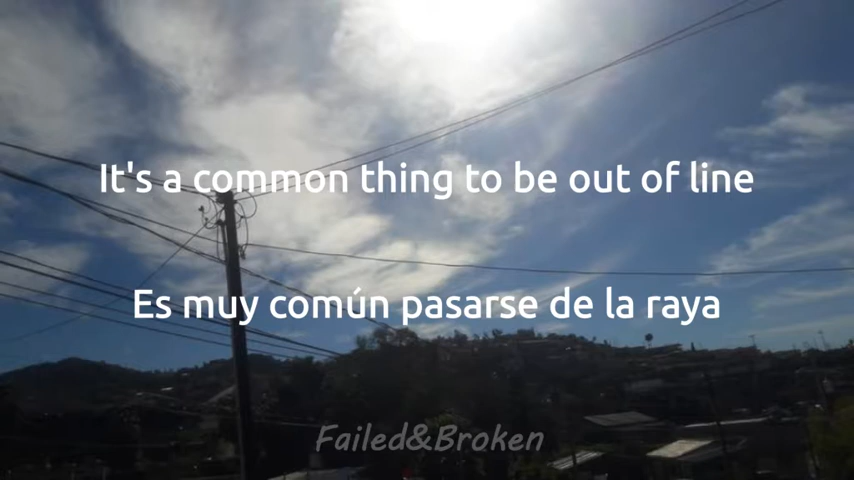 It's a common thing to be out of line
Es muy común pasarse de la raya
Failed&Broken